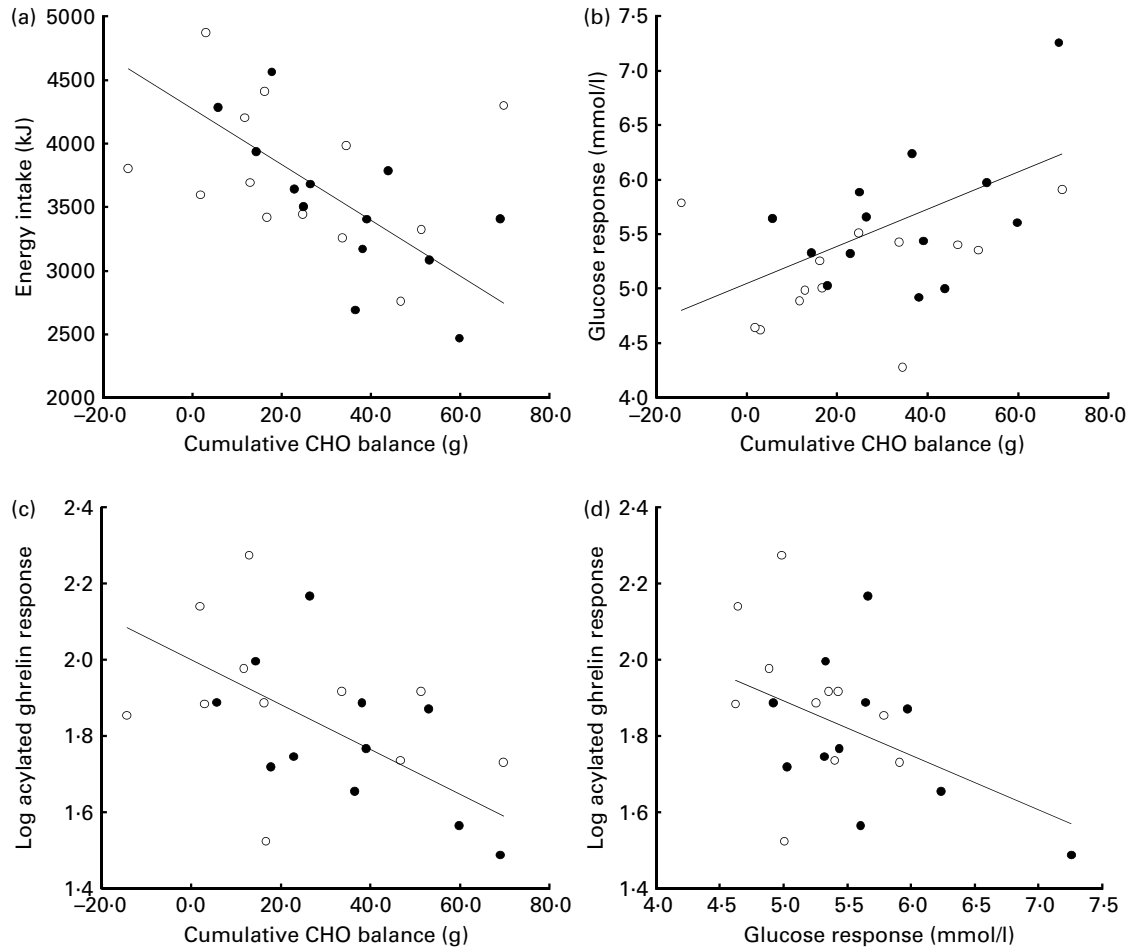 (a)
5000
4500
4000
3500
3000
2500
2000
Energy intake (kJ)
–20·0 0·0 20·0 40·0 60·0 80·0
Cumulative CHO balance (g)
(b)
7·5
7·0
6·5
6·0
5·5
5·0
4·5
4·0
Glucose response (mmol/l)
–20·0 0·0 20·0 40·0 60·0 80·0
Cumulative CHO balance (g)
(c)
2·4
2·2
2·0
1·8
1·6
1·4
Log acylated ghrelin response
–20·0 0·0 20·0 40·0 60·0 80·0
Cumulative CHO balance (g)
(d)
2·4
2·2
2·0
1·8
1·6
1·4
Log acylated ghrelin response
4·0 4·5 5·0 5·5 6·0 6·5 7·0 7·5
Glucose response (mmol/l)